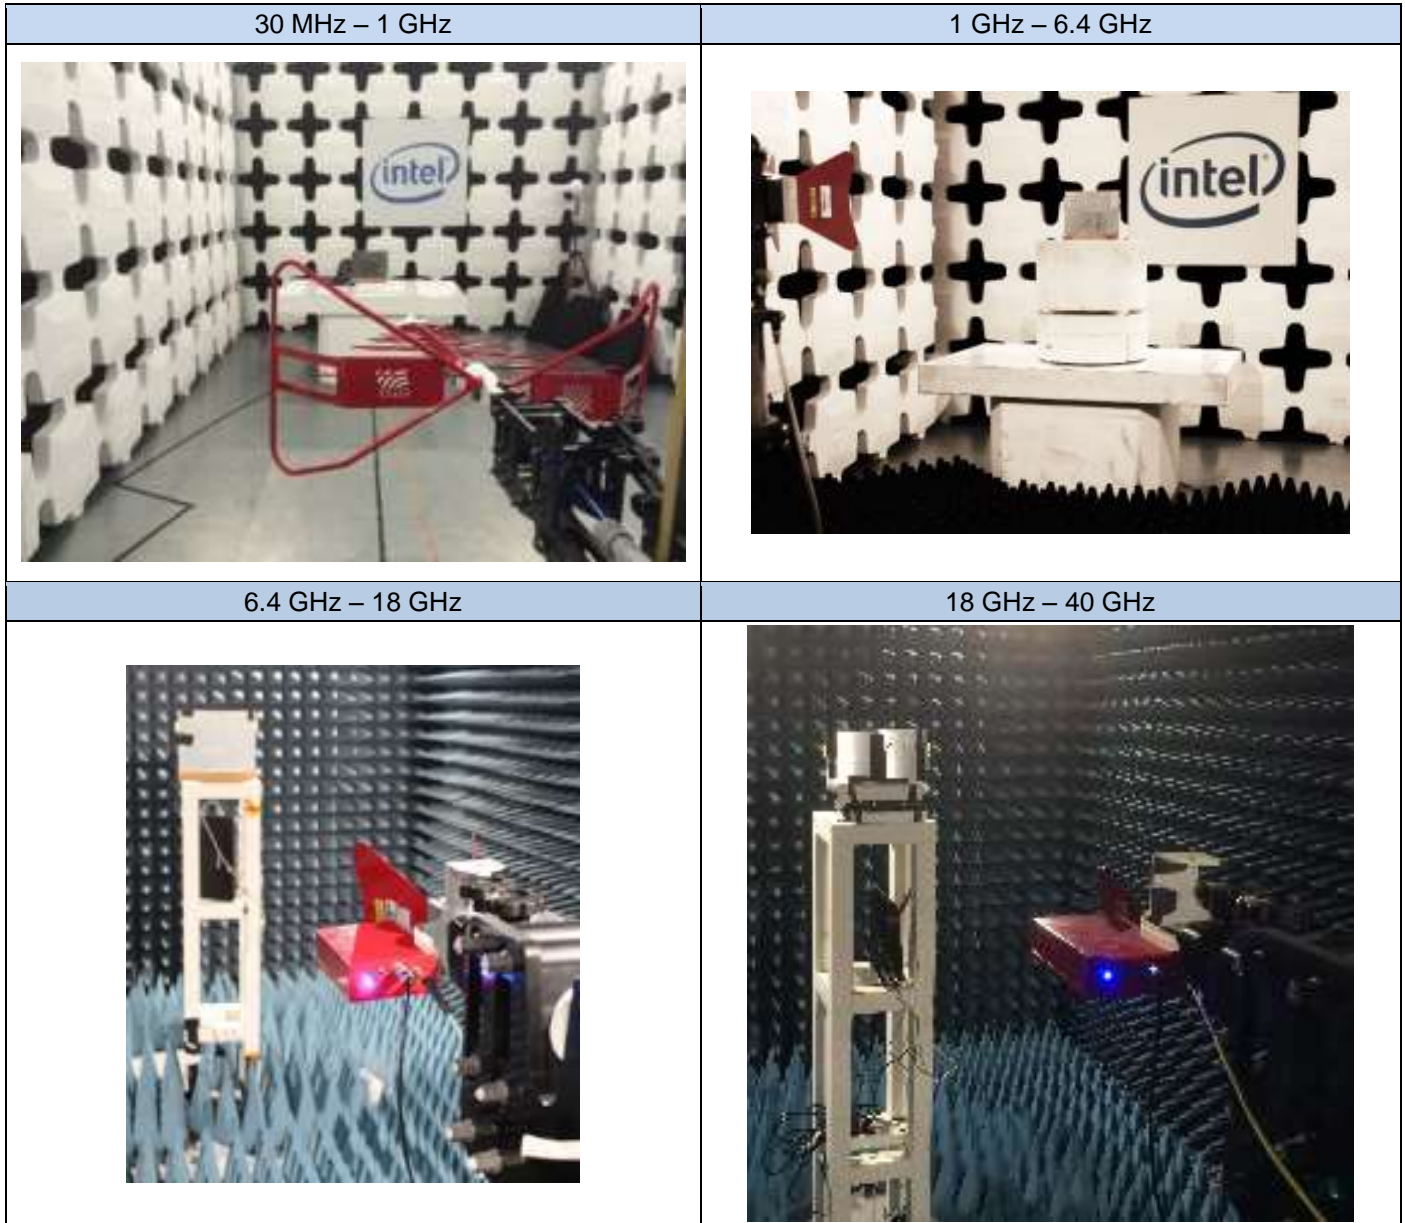 30 MHz – 1 GHz
1 GHz – 6.4 GHz
intel
intel
6.4 GHz – 18 GHz
18 GHz – 40 GHz